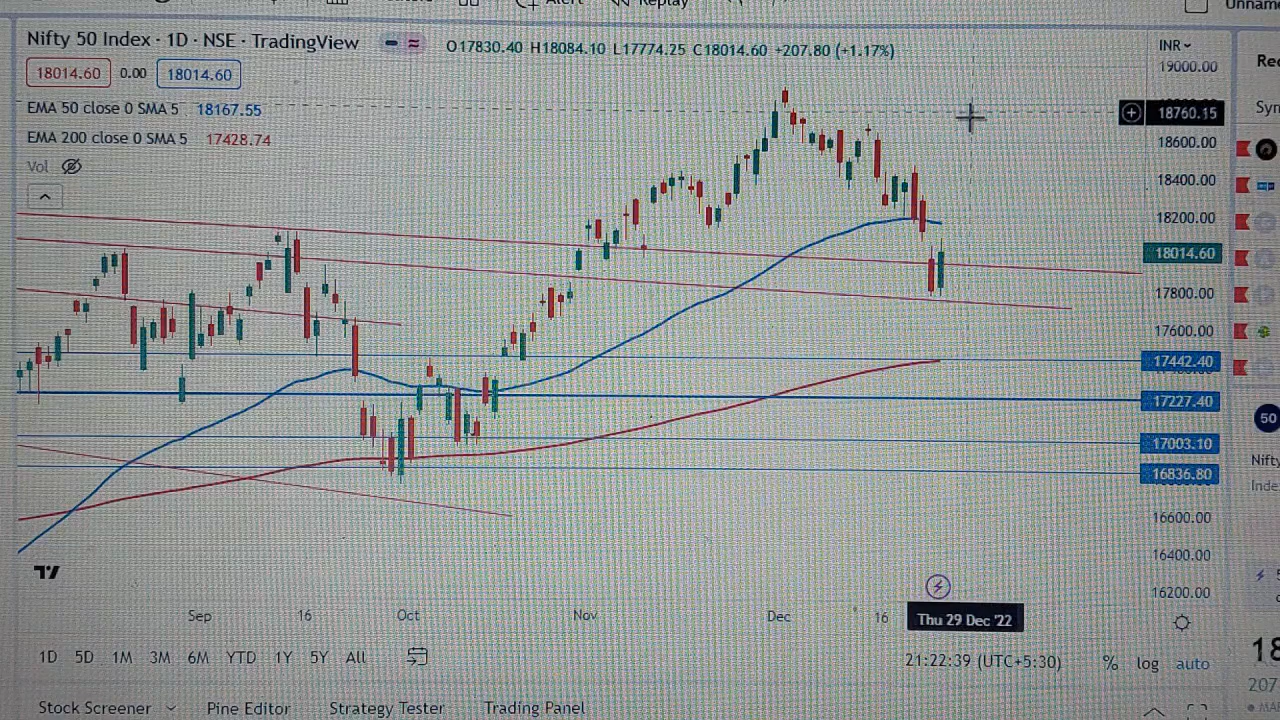 Alert
Replay
Nifty 50 Index · 1D · NSE · TradingView
O17830.40 H18084.10 L17774.25 C18014.60 +207.80 (+1.17%)
INR
18014.60 0.00 18014.60
EMA 50 close 0 SMA 5 18167.55
EMA 200 close 0 SMA 5 17428.74
Vol
19000.00
18760.15
18600.00
18400.00
18200.00
18014.60
17800.00
17600.00
17442.40
17227.40
17003.10
16836.80
16600.00
16400.00
16200.00
50
Sep 16 Oct Nov Dec 16 Thu 29 Dec '22
1D 5D 1M 3M 6M YTD 1Y 5Y All
21:22:39 (UTC+5:30) % log auto
Stock Screener Pine Editor Strategy Tester Trading Panel